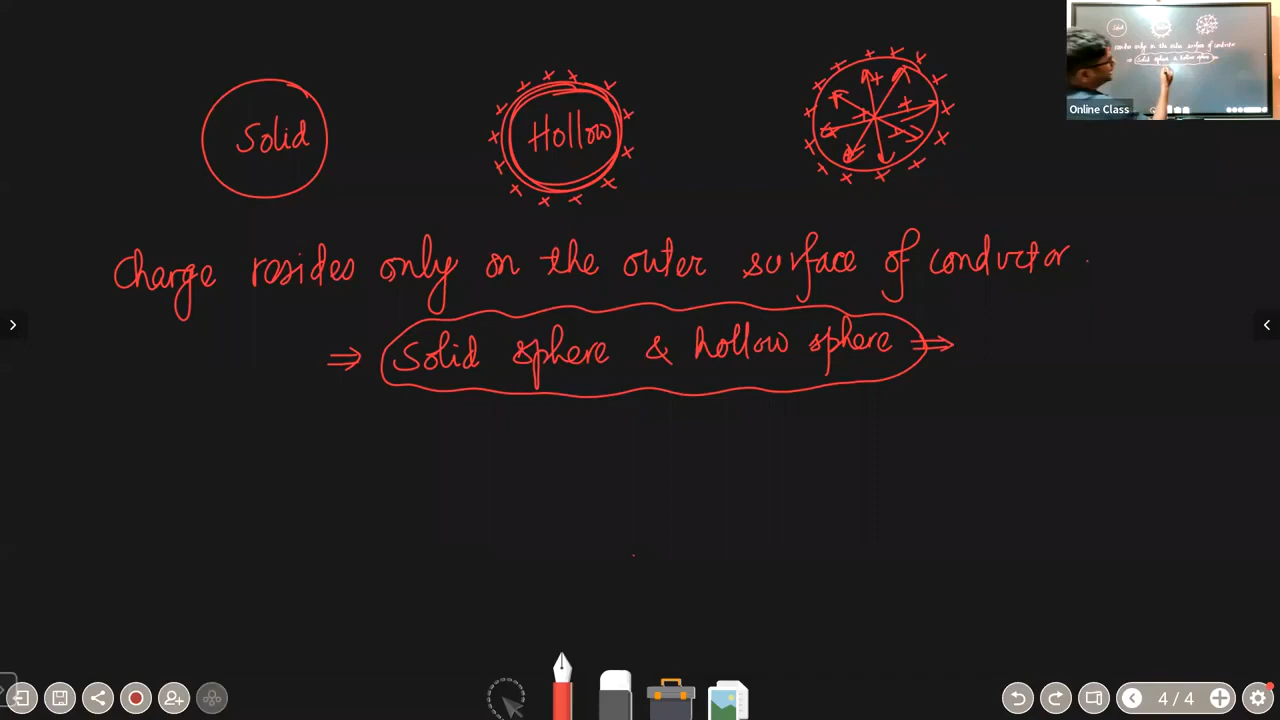 Solid
Hollow
Charge resides only on the outer surface of conductor.
⇒ Solid sphere & hollow sphere ⇒
Online Class
4/4